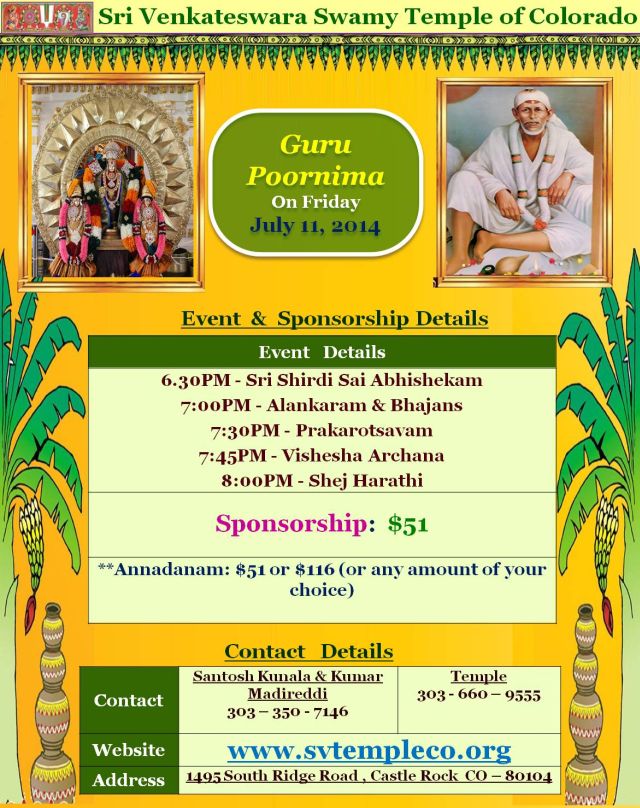 Sri Venkateswara Swamy Temple of Colorado
Guru
Poornima
On Friday
July 11, 2014
Event & Sponsorship Details
Event Details
6.30PM - Sri Shirdi Sai Abhishekam
7:00PM - Alankaram & Bhajans
7:30PM - Prakarotsavam
7:45PM - Vishesha Archana
8:00PM - Shej Harathi
Sponsorship: $51
**Annadanam: $51 or $116 (or any amount of your
choice)
Contact Details
Contact
Santosh Kunala & Kumar
Madireddi
303 – 350 - 7146
Temple
303 - 660 – 9555
Website
www.svtempleco.org
Address
1495 South Ridge Road , Castle Rock CO – 80104